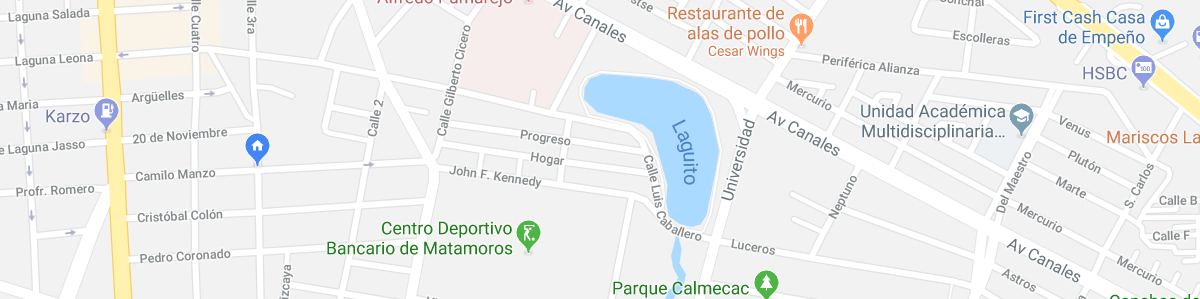 Laguna Salada
Calle Cuatro
3ra
Alfredo Pumarejo
Av Canales
Restaurante de
alas de pollo
Cesar Wings
Conchal
Escolleras
First Cash Casa
de Empeño
HSBC
Laguna Leona
Calle Gilberto Cicero
Periférica Alianza
Maria
Argüelles
Calle 2
Mercurio
Karzo
20 de Noviembre
Laguna Jasso
Progreso
Hogar
Laguito
Av Canales
Unidad Académica
Multidisciplinaria...
Venus
Mariscos La
Camilo Manzo
John F. Kennedy
Calle Luis Caballero
Universidad
Plutón
Marte
S. Carlos
Profr. Romero
Neptuno
Del Maestro
Calle B
Cristóbal Colón
Mercurio
Calle F
Centro Deportivo
Bancario de Matamoros
Luceros
Av Canales
Pedro Coronado
Mercurio
Astros
Parque Calmecac